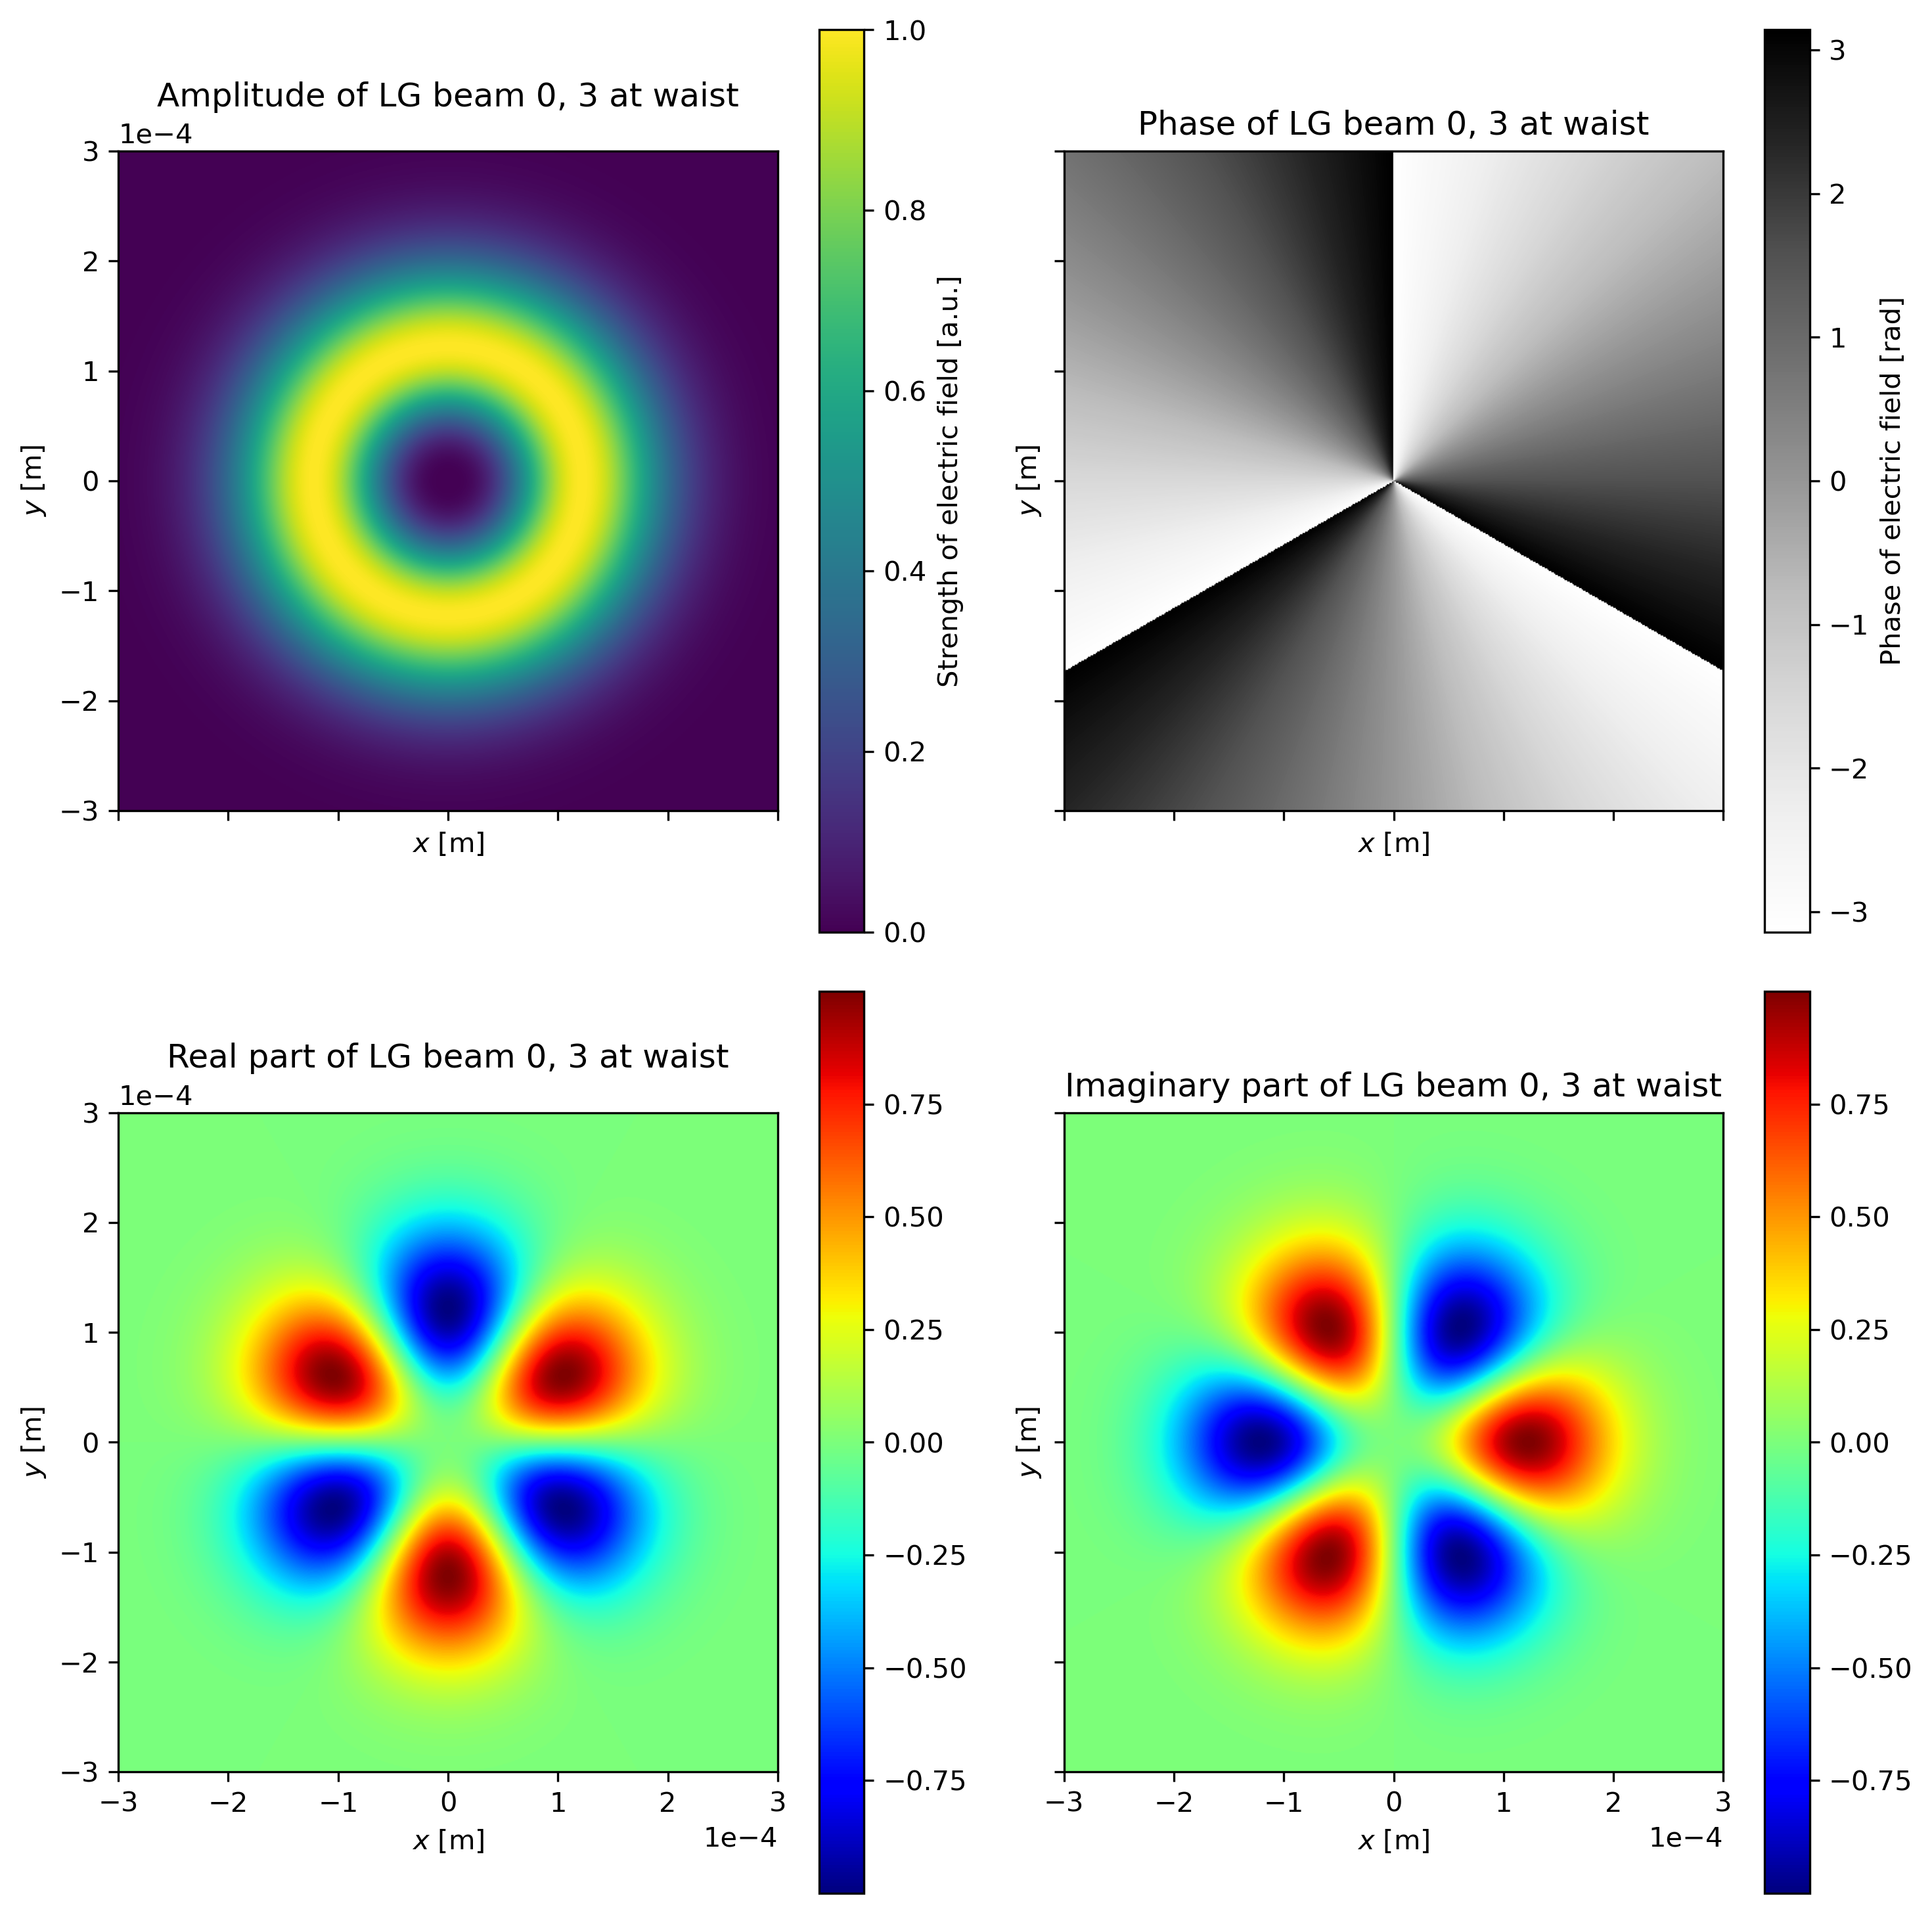 Amplitude of LG beam 0, 3 at waist
1e−4
3
2
1
0
−1
−2
−3
y [m]
x [m]
1.0
0.8
0.6
0.4
0.2
0.0
Strength of electric field [a.u.]
Phase of LG beam 0, 3 at waist
y [m]
x [m]
3
2
1
0
−1
−2
−3
Phase of electric field [rad]
Real part of LG beam 0, 3 at waist
1e−4
3
2
1
0
−1
−2
−3
y [m]
−3 −2 −1 0 1 2 3
x [m]
1e−4
0.75
0.50
0.25
0.00
−0.25
−0.50
−0.75
Imaginary part of LG beam 0, 3 at waist
y [m]
−3 −2 −1 0 1 2 3
x [m]
1e−4
0.75
0.50
0.25
0.00
−0.25
−0.50
−0.75